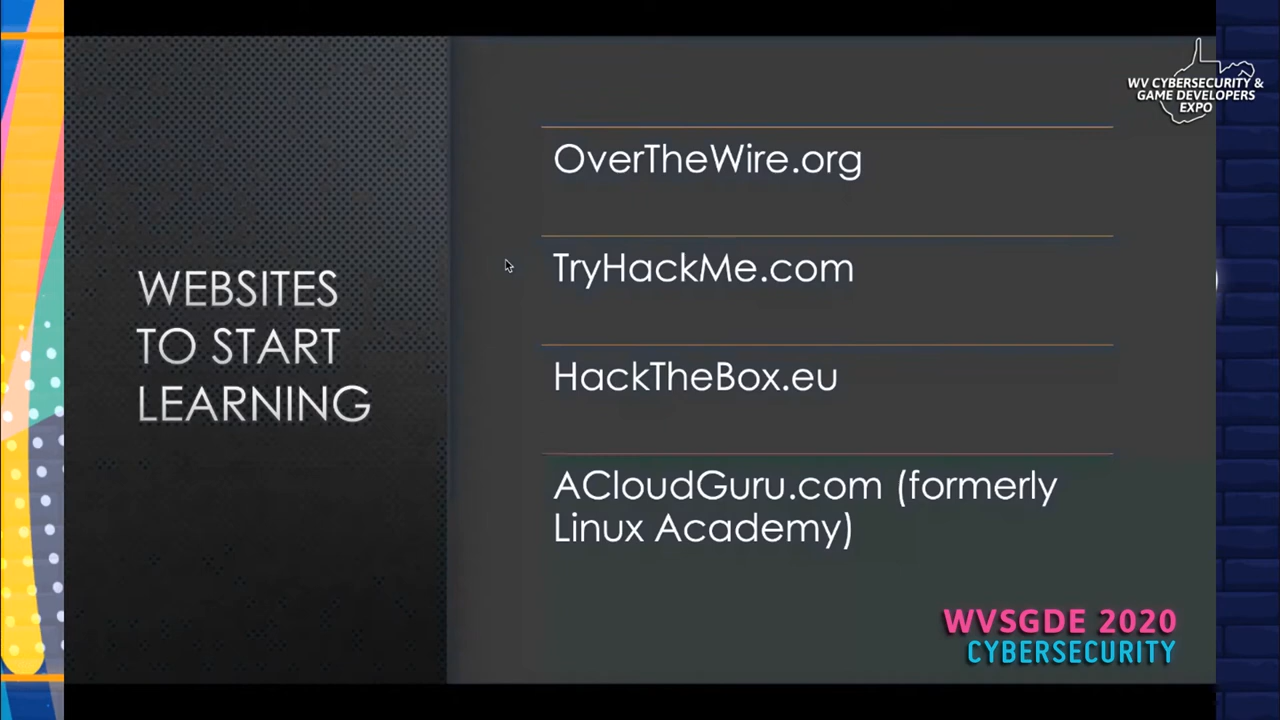 WV CYBERSECURITY &
GAME DEVELOPERS
EXPO
WEBSITES
TO START
LEARNING
OverTheWire.org
TryHackMe.com
HackTheBox.eu
ACloudGuru.com (formerly
Linux Academy)
WVSGDE 2020
CYBERSECURITY